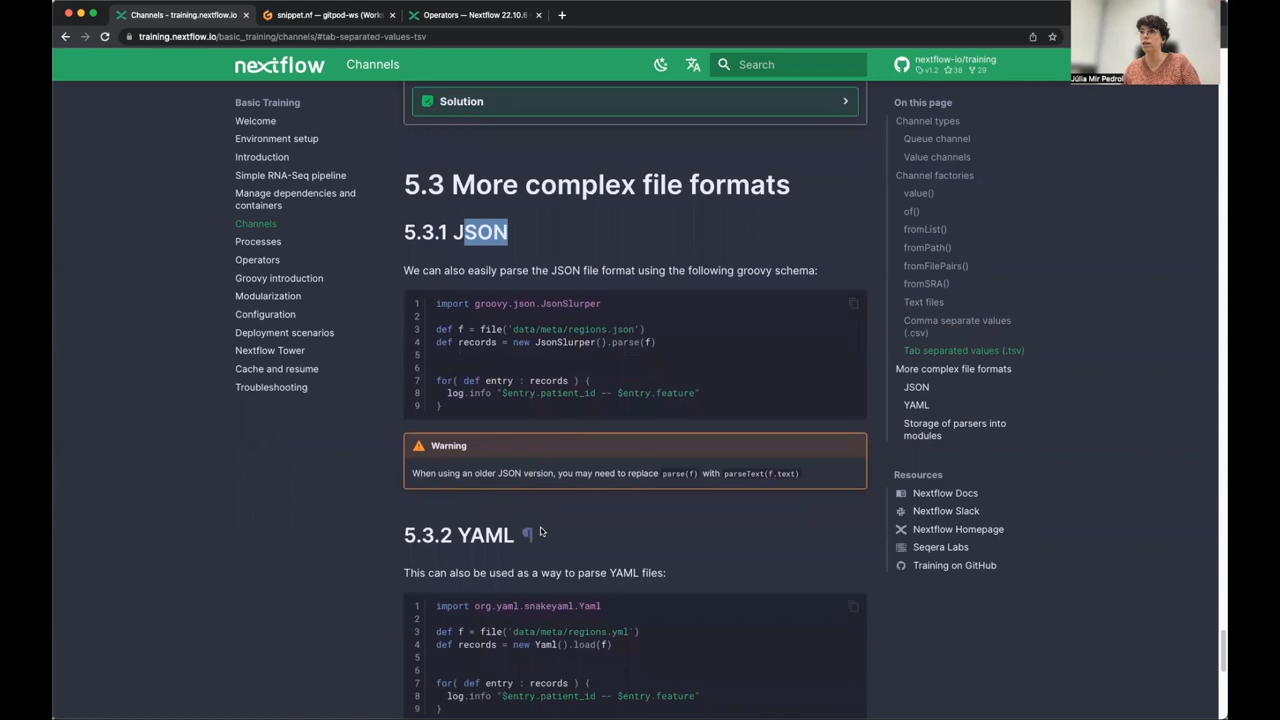 Channels - training.nextflow.io
snippet.nf — gitpod-ws (Works
Operators — Nextflow 22.10.6
training.nextflow.io/basic_training/channels/#tab-separated-values-tsv
nextflow
Channels
Search
nextflow-io/training
v1.2 38 29
Júlia Mir Pedrol
Basic Training
Welcome
Environment setup
Introduction
Simple RNA-Seq pipeline
Manage dependencies and
containers
Channels
Processes
Operators
Groovy introduction
Modularization
Configuration
Deployment scenarios
Nextflow Tower
Cache and resume
Troubleshooting
Solution
5.3 More complex file formats
5.3.1 JSON
We can also easily parse the JSON file format using the following groovy schema:
1 import groovy.json.JsonSlurper
2
3 def f = file('data/meta/regions.json')
4 def records = new JsonSlurper().parse(f)
5
6
7 for( def entry : records ) {
8 log.info "$entry.patient_id -- $entry.feature"
9 }
Warning
When using an older JSON version, you may need to replace parse(f) with parseText(f.text)
5.3.2 YAML ¶
This can also be used as a way to parse YAML files:
1 import org.yaml.snakeyaml.Yaml
2
3 def f = file('data/meta/regions.yml')
4 def records = new Yaml().load(f)
5
6
7 for( def entry : records ) {
8 log.info "$entry.patient_id -- $entry.feature"
9 }
On this page
Channel types
Queue channel
Value channels
Channel factories
value()
of()
fromList()
fromPath()
fromFilePairs()
fromSRA()
Text files
Comma separate values
(.csv)
Tab separated values (.tsv)
More complex file formats
JSON
YAML
Storage of parsers into
modules
Resources
Nextflow Docs
Nextflow Slack
Nextflow Homepage
Seqera Labs
Training on GitHub